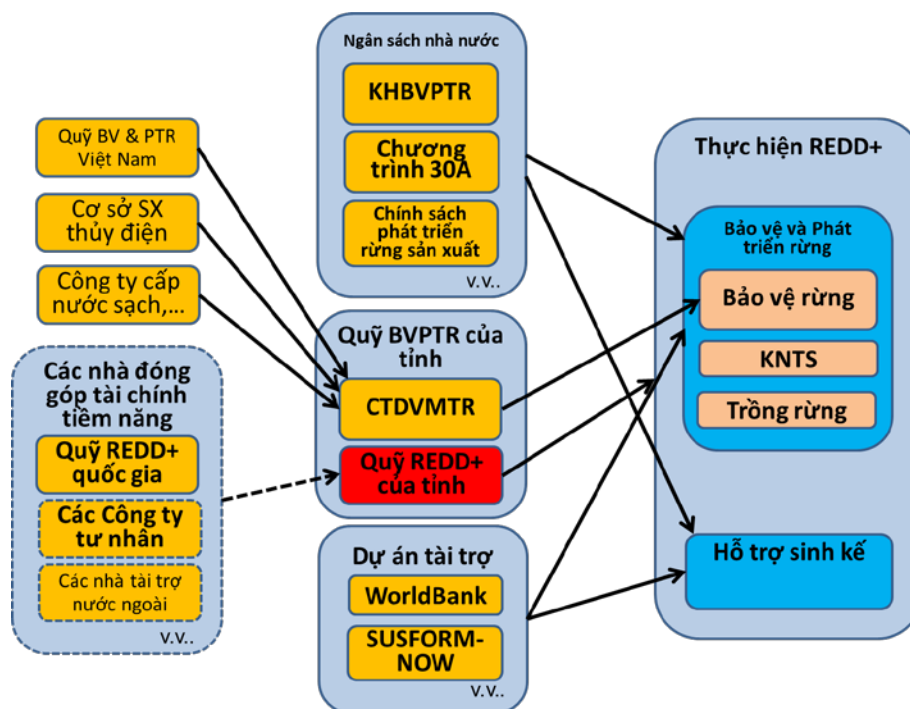 Ngân sách nhà nước
KHBVPTR
Chương
trình 30A
Chính sách
phát triển
rừng sản xuất
v.v..
Quỹ BV & PTR
Việt Nam
Cơ sở SX
thủy điện
Công ty cấp
nước sạch,...
Các nhà đóng
góp tài chính
tiềm năng
Quỹ REDD+
quốc gia
Các Công ty
tư nhân
Các nhà tài trợ
nước ngoài
v.v..
Quỹ BVPTR của
tỉnh
CTDVMTR
Quỹ REDD+
của tỉnh
Dự án tài trợ
WorldBank
SUSFORM-
NOW
v.v..
Thực hiện REDD+
Bảo vệ và Phát
triển rừng
Bảo vệ rừng
KNTS
Trồng rừng
Hỗ trợ sinh kế